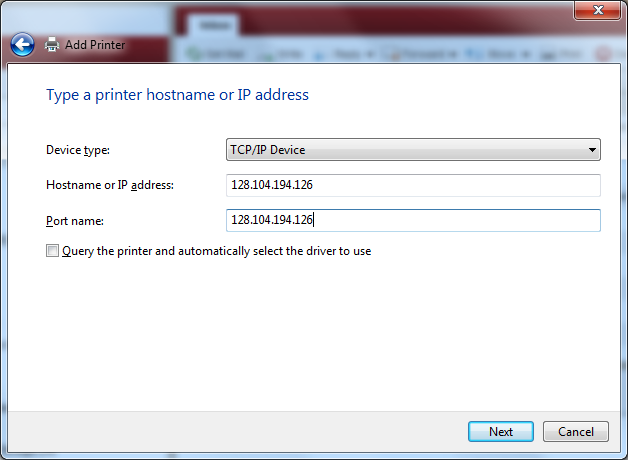 Add Printer
Type a printer hostname or IP address
Device type: TCP/IP Device
Hostname or IP address: 128.104.194.126
Port name: 128.104.194.126
Query the printer and automatically select the driver to use
Next Cancel